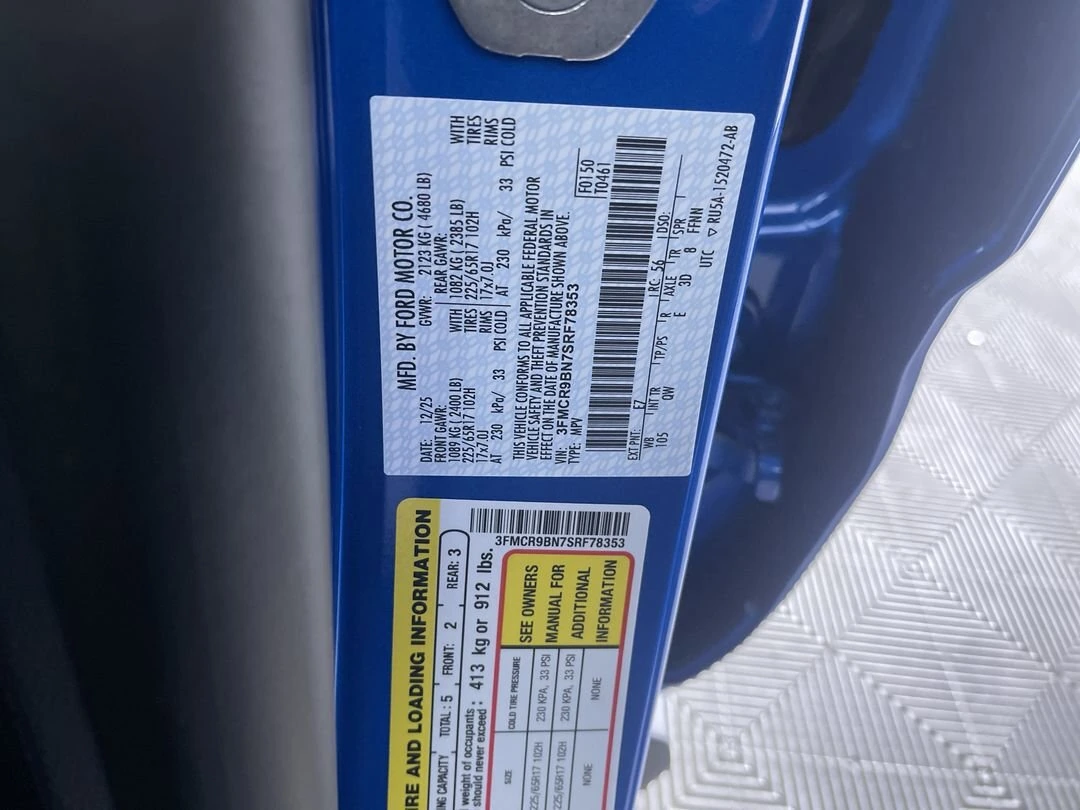 MFD. BY FORD MOTOR CO.
DATE: 12/25 GVWR: 2123 KG ( 4680 LB)
FRONT GAWR: REAR GAWR:
1089 KG ( 2400 LB) WITH 1082 KG ( 2385 LB) WITH
225/65R17 102H TIRES 225/65R17 102H TIRES
17x7.0J RIMS 17x7.0J RIMS
AT 230 kPa/ 33 PSI COLD AT 230 kPa/ 33 PSI COLD
THIS VEHICLE CONFORMS TO ALL APPLICABLE FEDERAL MOTOR
VEHICLE SAFETY AND THEFT PREVENTION STANDARDS IN
EFFECT ON THE DATE OF MANUFACTURE SHOWN ABOVE.
VIN: 3FMCR9BN7SRF78353
TYPE: MPV
F0150
T0461
EXT PNT: E7 RC: 56 DSO:
WB INT TR TP/PS R AXLE TR SPR
105 QW E 3D 8 FFNN
UTC ▽ RU5A-1520472-AB
IRE AND LOADING INFORMATION
NG CAPACITY TOTAL: 5 FRONT: 2 REAR: 3
weight of occupants :
should never exceed : 413 kg or 912 lbs.
3FMCR9BN7SRF78353
SIZE COLD TIRE PRESSURE
225/65R17 102H 230 KPA, 33 PSI
225/65R17 102H 230 KPA, 33 PSI
NONE NONE
SEE OWNERS
MANUAL FOR
ADDITIONAL
INFORMATION